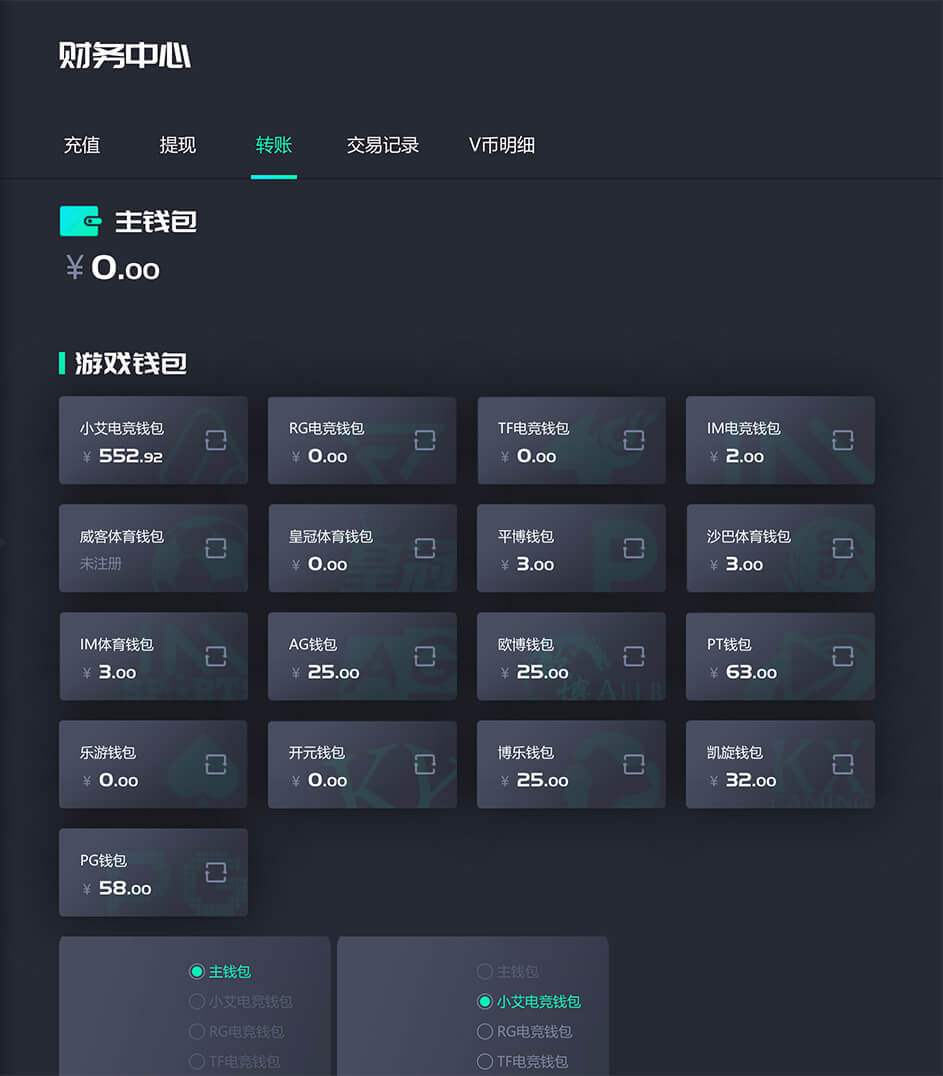 财务中心
充值 提现 转账 交易记录 V币明细
主钱包
¥ 0.00
游戏钱包
小艾电竞钱包 RG电竞钱包 TF电竞钱包 IM电竞钱包
¥ 552.92 ¥ 0.00 ¥ 0.00 ¥ 2.00
威客体育钱包 皇冠体育钱包 平博钱包 沙巴体育钱包
未注册 ¥ 0.00 ¥ 3.00 ¥ 3.00
IM体育钱包 AG钱包 欧博钱包 PT钱包
¥ 3.00 ¥ 25.00 ¥ 25.00 ¥ 63.00
乐游钱包 开元钱包 博乐钱包 凯旋钱包
¥ 0.00 ¥ 0.00 ¥ 25.00 ¥ 32.00
PG钱包
¥ 58.00
主钱包 主钱包
小艾电竞钱包 小艾电竞钱包
RG电竞钱包 RG电竞钱包
TF电竞钱包 TF电竞钱包